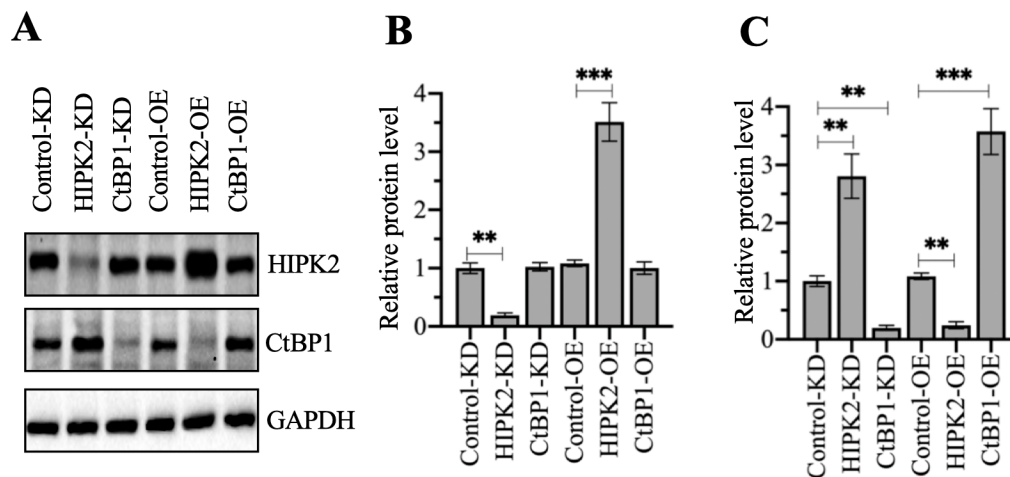 A
Control-KD
HIPK2-KD
CtBP1-KD
Control-OE
HIPK2-OE
CtBP1-OE
HIPK2
CtBP1
GAPDH
B
Relative protein level
4
3
2
1
0
**
***
Control-KD
HIPK2-KD
CtBP1-KD
Control-OE
HIPK2-OE
CtBP1-OE
C
Relative protein level
4
3
2
1
0
**
**
***
**
Control-KD
HIPK2-KD
CtBP1-KD
Control-OE
HIPK2-OE
CtBP1-OE